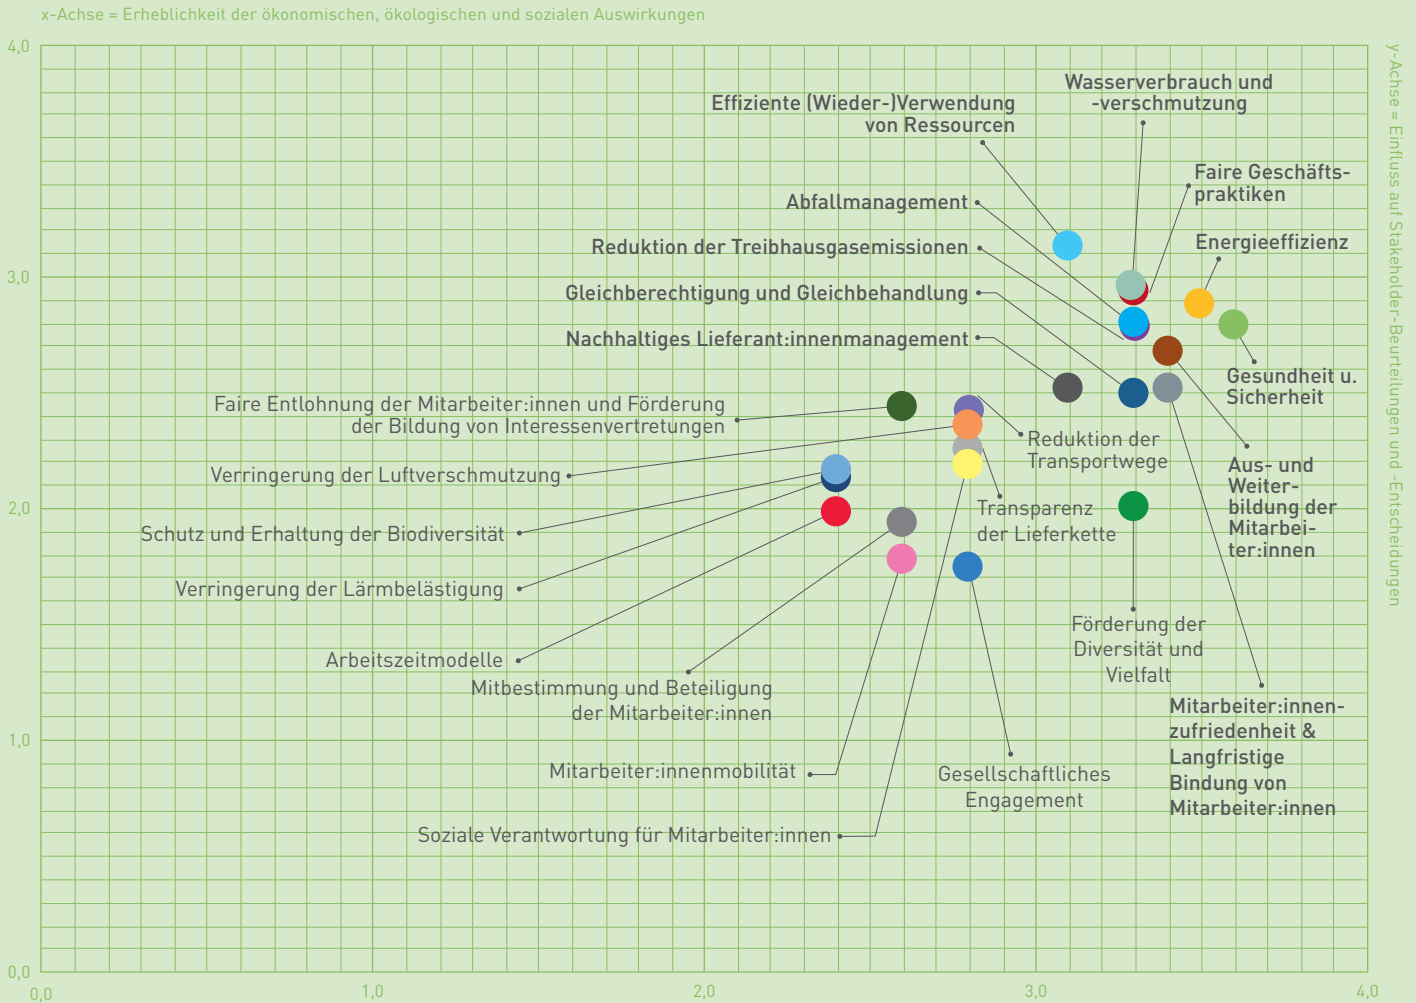 x-Achse = Erheblichkeit der ökonomischen, ökologischen und sozialen Auswirkungen
y-Achse = Einfluss auf Stakeholder-Beurteilungen und -Entscheidungen
4,0
3,0
2,0
1,0
0,0
0,0
1,0
2,0
3,0
4,0
Wasserverbrauch und
-verschmutzung
Effiziente (Wieder-)Verwendung
von Ressourcen
Faire Geschäfts-
praktiken
Abfallmanagement
Energieeffizienz
Reduktion der Treibhausgasemissionen
Gleichberechtigung und Gleichbehandlung
Nachhaltiges Lieferant:innenmanagement
Gesundheit u.
Sicherheit
Faire Entlohnung der Mitarbeiter:innen und Förderung
der Bildung von Interessenvertretungen
Reduktion der
Transportwege
Aus- und
Weiter-
bildung der
Mitarbei-
ter:innen
Verringerung der Luftverschmutzung
Transparenz
der Lieferkette
Schutz und Erhaltung der Biodiversität
Verringerung der Lärmbelästigung
Förderung der
Diversität und
Vielfalt
Arbeitszeitmodelle
Mitbestimmung und Beteiligung
der Mitarbeiter:innen
Mitarbeiter:innen-
zufriedenheit &
Langfristige
Bindung von
Mitarbeiter:innen
Mitarbeiter:innenmobilität
Gesellschaftliches
Engagement
Soziale Verantwortung für Mitarbeiter:innen